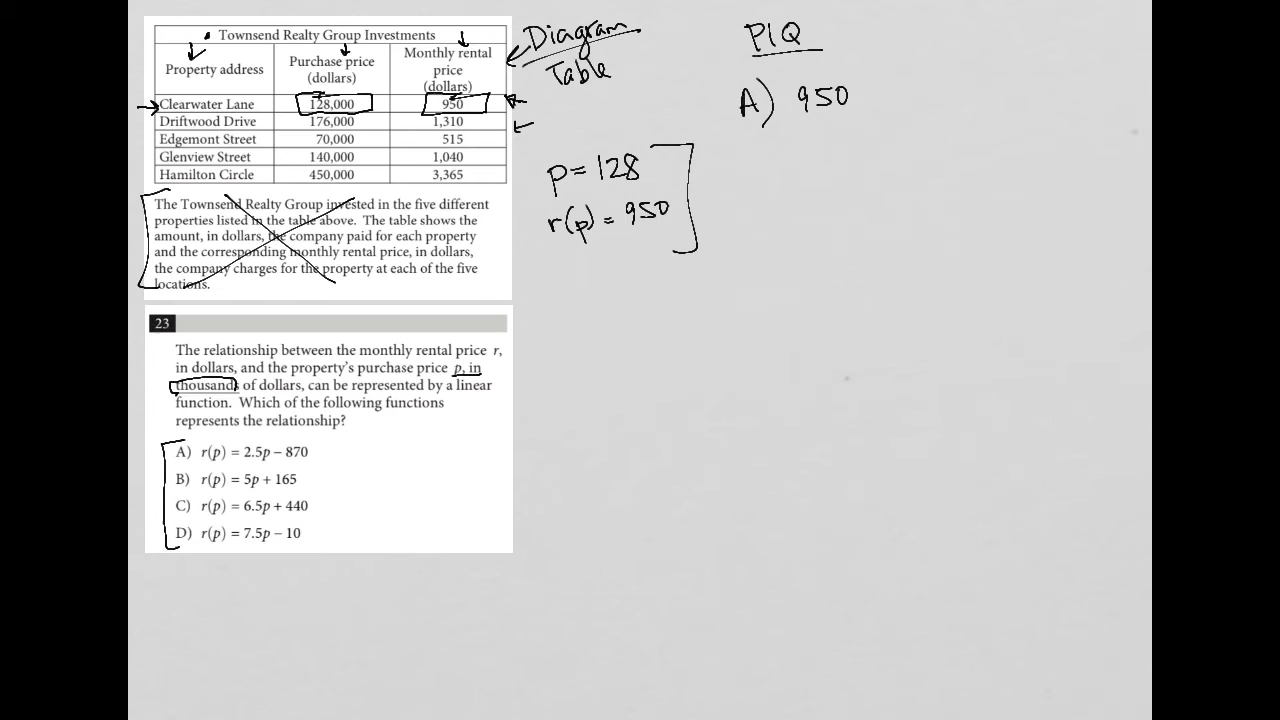 Townsend Realty Group Investments
Property address
Purchase price
(dollars)
Monthly rental
price
(dollars)
Clearwater Lane 128,000 950
Driftwood Drive 176,000 1,310
Edgemont Street 70,000 515
Glenview Street 140,000 1,040
Hamilton Circle 450,000 3,365
The Townsend Realty Group invested in the five different
properties listed in the table above. The table shows the
amount, in dollars, the company paid for each property
and the corresponding monthly rental price, in dollars,
the company charges for the property at each of the five
locations.
23
The relationship between the monthly rental price r,
in dollars, and the property's purchase price p, in
thousands of dollars, can be represented by a linear
function. Which of the following functions
represents the relationship?
A) r(p) = 2.5p – 870
B) r(p) = 5p + 165
C) r(p) = 6.5p + 440
D) r(p) = 7.5p – 10
Diagram
Table
p = 128
r(p) = 950
PIQ
A) 950